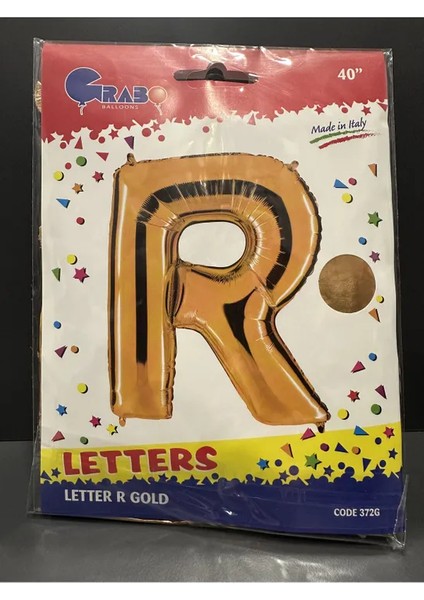 GRABO
BALLOONS
40”
Made in Italy
R
LETTERS
LETTER R GOLD
CODE 372G